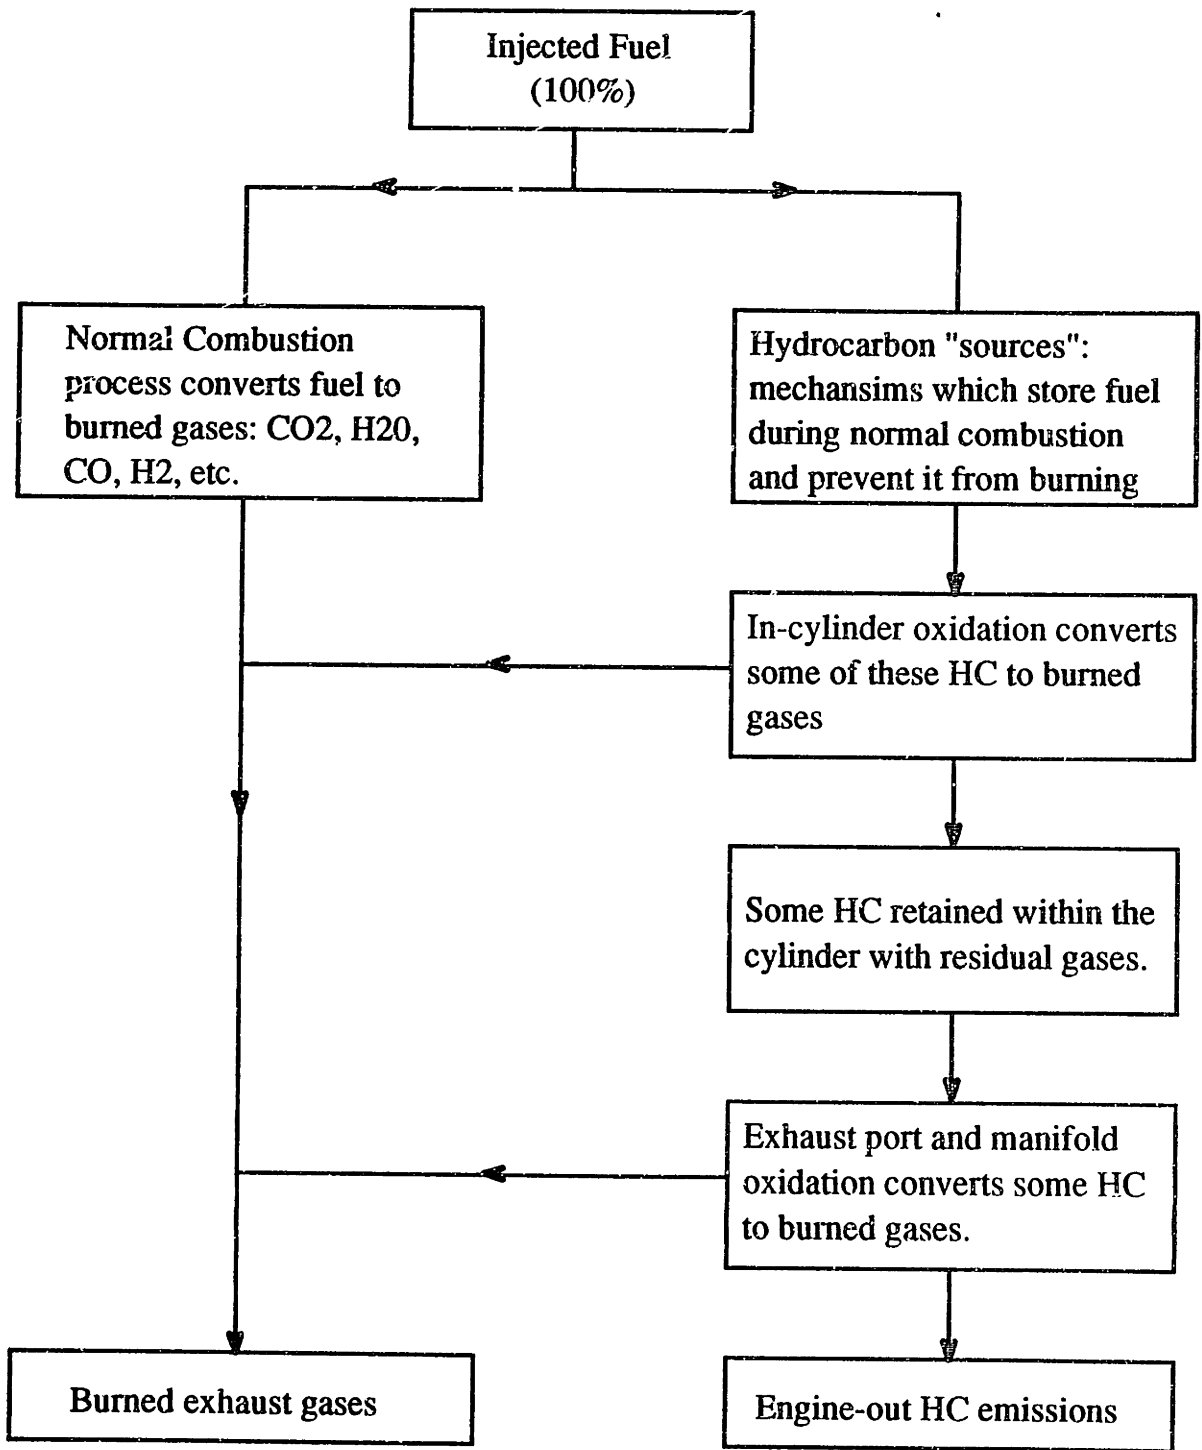 Injected Fuel
(100%)
Normal Combustion
process converts fuel to
burned gases: CO2, H20,
CO, H2, etc.
Hydrocarbon "sources":
mechansims which store fuel
during normal combustion
and prevent it from burning
In-cylinder oxidation converts
some of these HC to burned
gases
Some HC retained within the
cylinder with residual gases.
Exhaust port and manifold
oxidation converts some HC
to burned gases.
Burned exhaust gases
Engine-out HC emissions